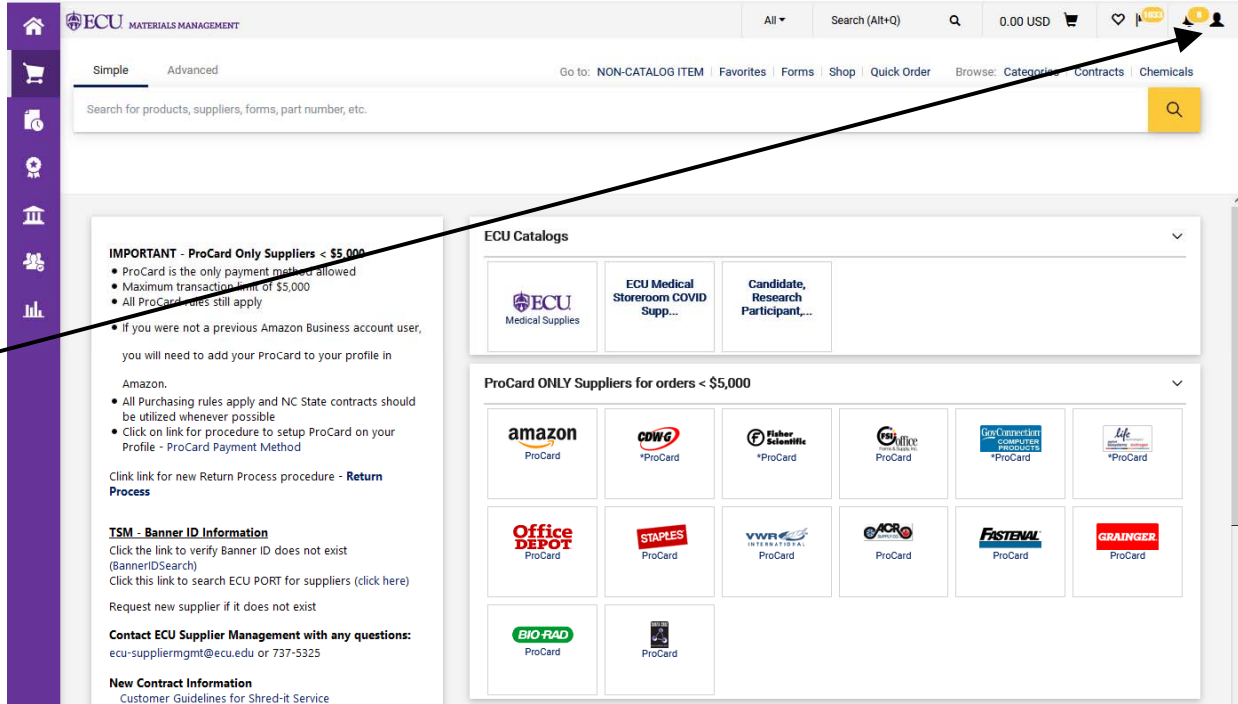 ECU MATERIALS MANAGEMENT
All
Search (Alt+Q)
0.00 USD
Simple
Advanced
Go to: NON-CATALOG ITEM | Favorites | Forms | Shop | Quick Order
Browse: Categories | Contracts | Chemicals
Search for products, suppliers, forms, part number, etc.
IMPORTANT - ProCard Only Suppliers < $5,000
• ProCard is the only payment method allowed
• Maximum transaction limit of $5,000
• All ProCard rules still apply
• If you were not a previous Amazon Business account user,
you will need to add your ProCard to your profile in
Amazon.
• All Purchasing rules apply and NC State contracts should
be utilized whenever possible
• Click on link for procedure to setup ProCard on your
Profile - ProCard Payment Method
Clink link for new Return Process procedure - Return
Process
TSM - Banner ID Information
Click the link to verify Banner ID does not exist
(BannerIDSearch)
Click this link to search ECU PORT for suppliers (click here)
Request new supplier if it does not exist
Contact ECU Supplier Management with any questions:
ecu-suppliermgmt@ecu.edu or 737-5325
New Contract Information
Customer Guidelines for Shred-it Service
ECU Catalogs
ECU
Medical Supplies
ECU Medical
Storeroom COVID
Supp...
Candidate,
Research
Participant,...
ProCard ONLY Suppliers for orders < $5,000
amazon
ProCard
CDW-G
*ProCard
Fisher
Scientific
*ProCard
FSIoffice
ProCard
GovConnection
COMPUTER
PRODUCTS
*ProCard
life
*ProCard
Office
DEPOT
ProCard
STAPLES
ProCard
VWR
INTERNATIONAL
ProCard
ACR
ProCard
FASTENAL
ProCard
GRAINGER
ProCard
BIO-RAD
ProCard
ProCard